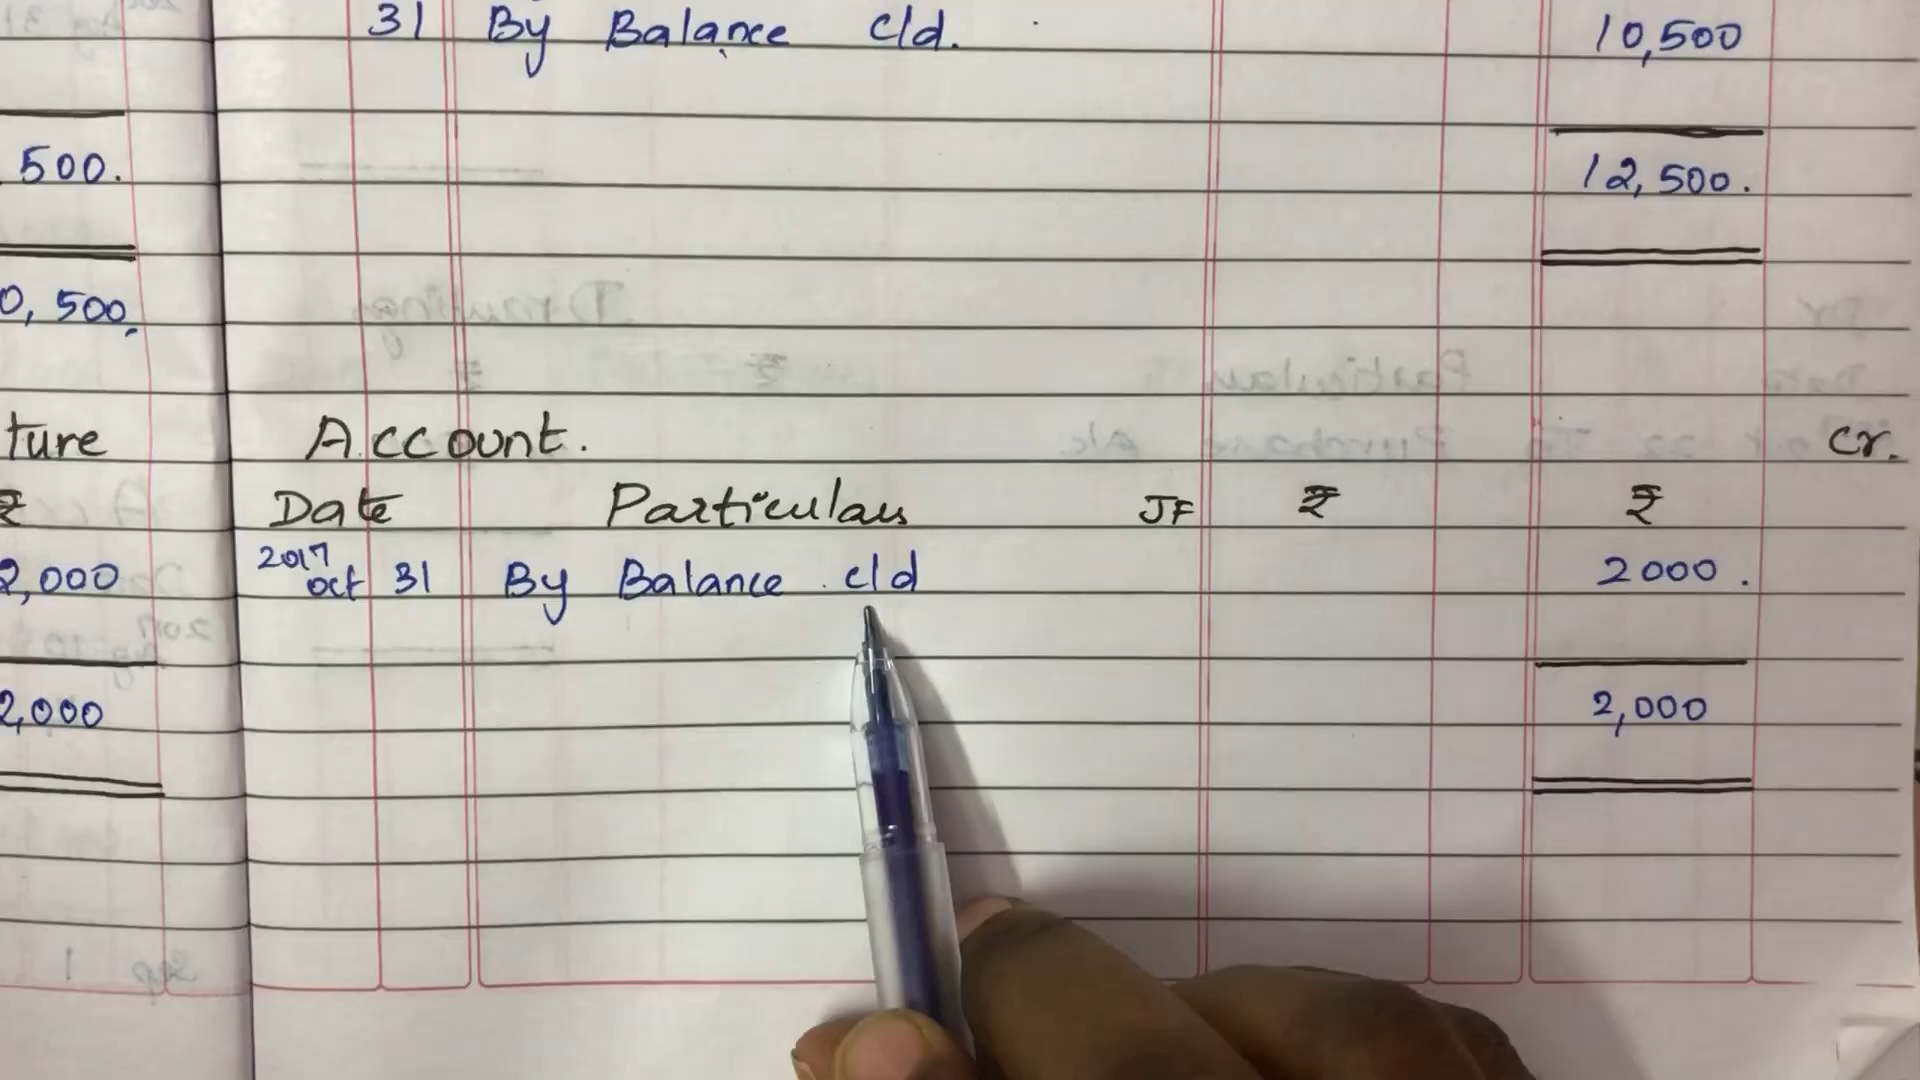 31 By Balance c/d. 10,500
500. 12,500.
0,500.
ture Account. Cr.
₹ Date Particulars JF ₹ ₹
2,000 2017 Oct 31 By Balance c/d 2000.
2,000 2,000